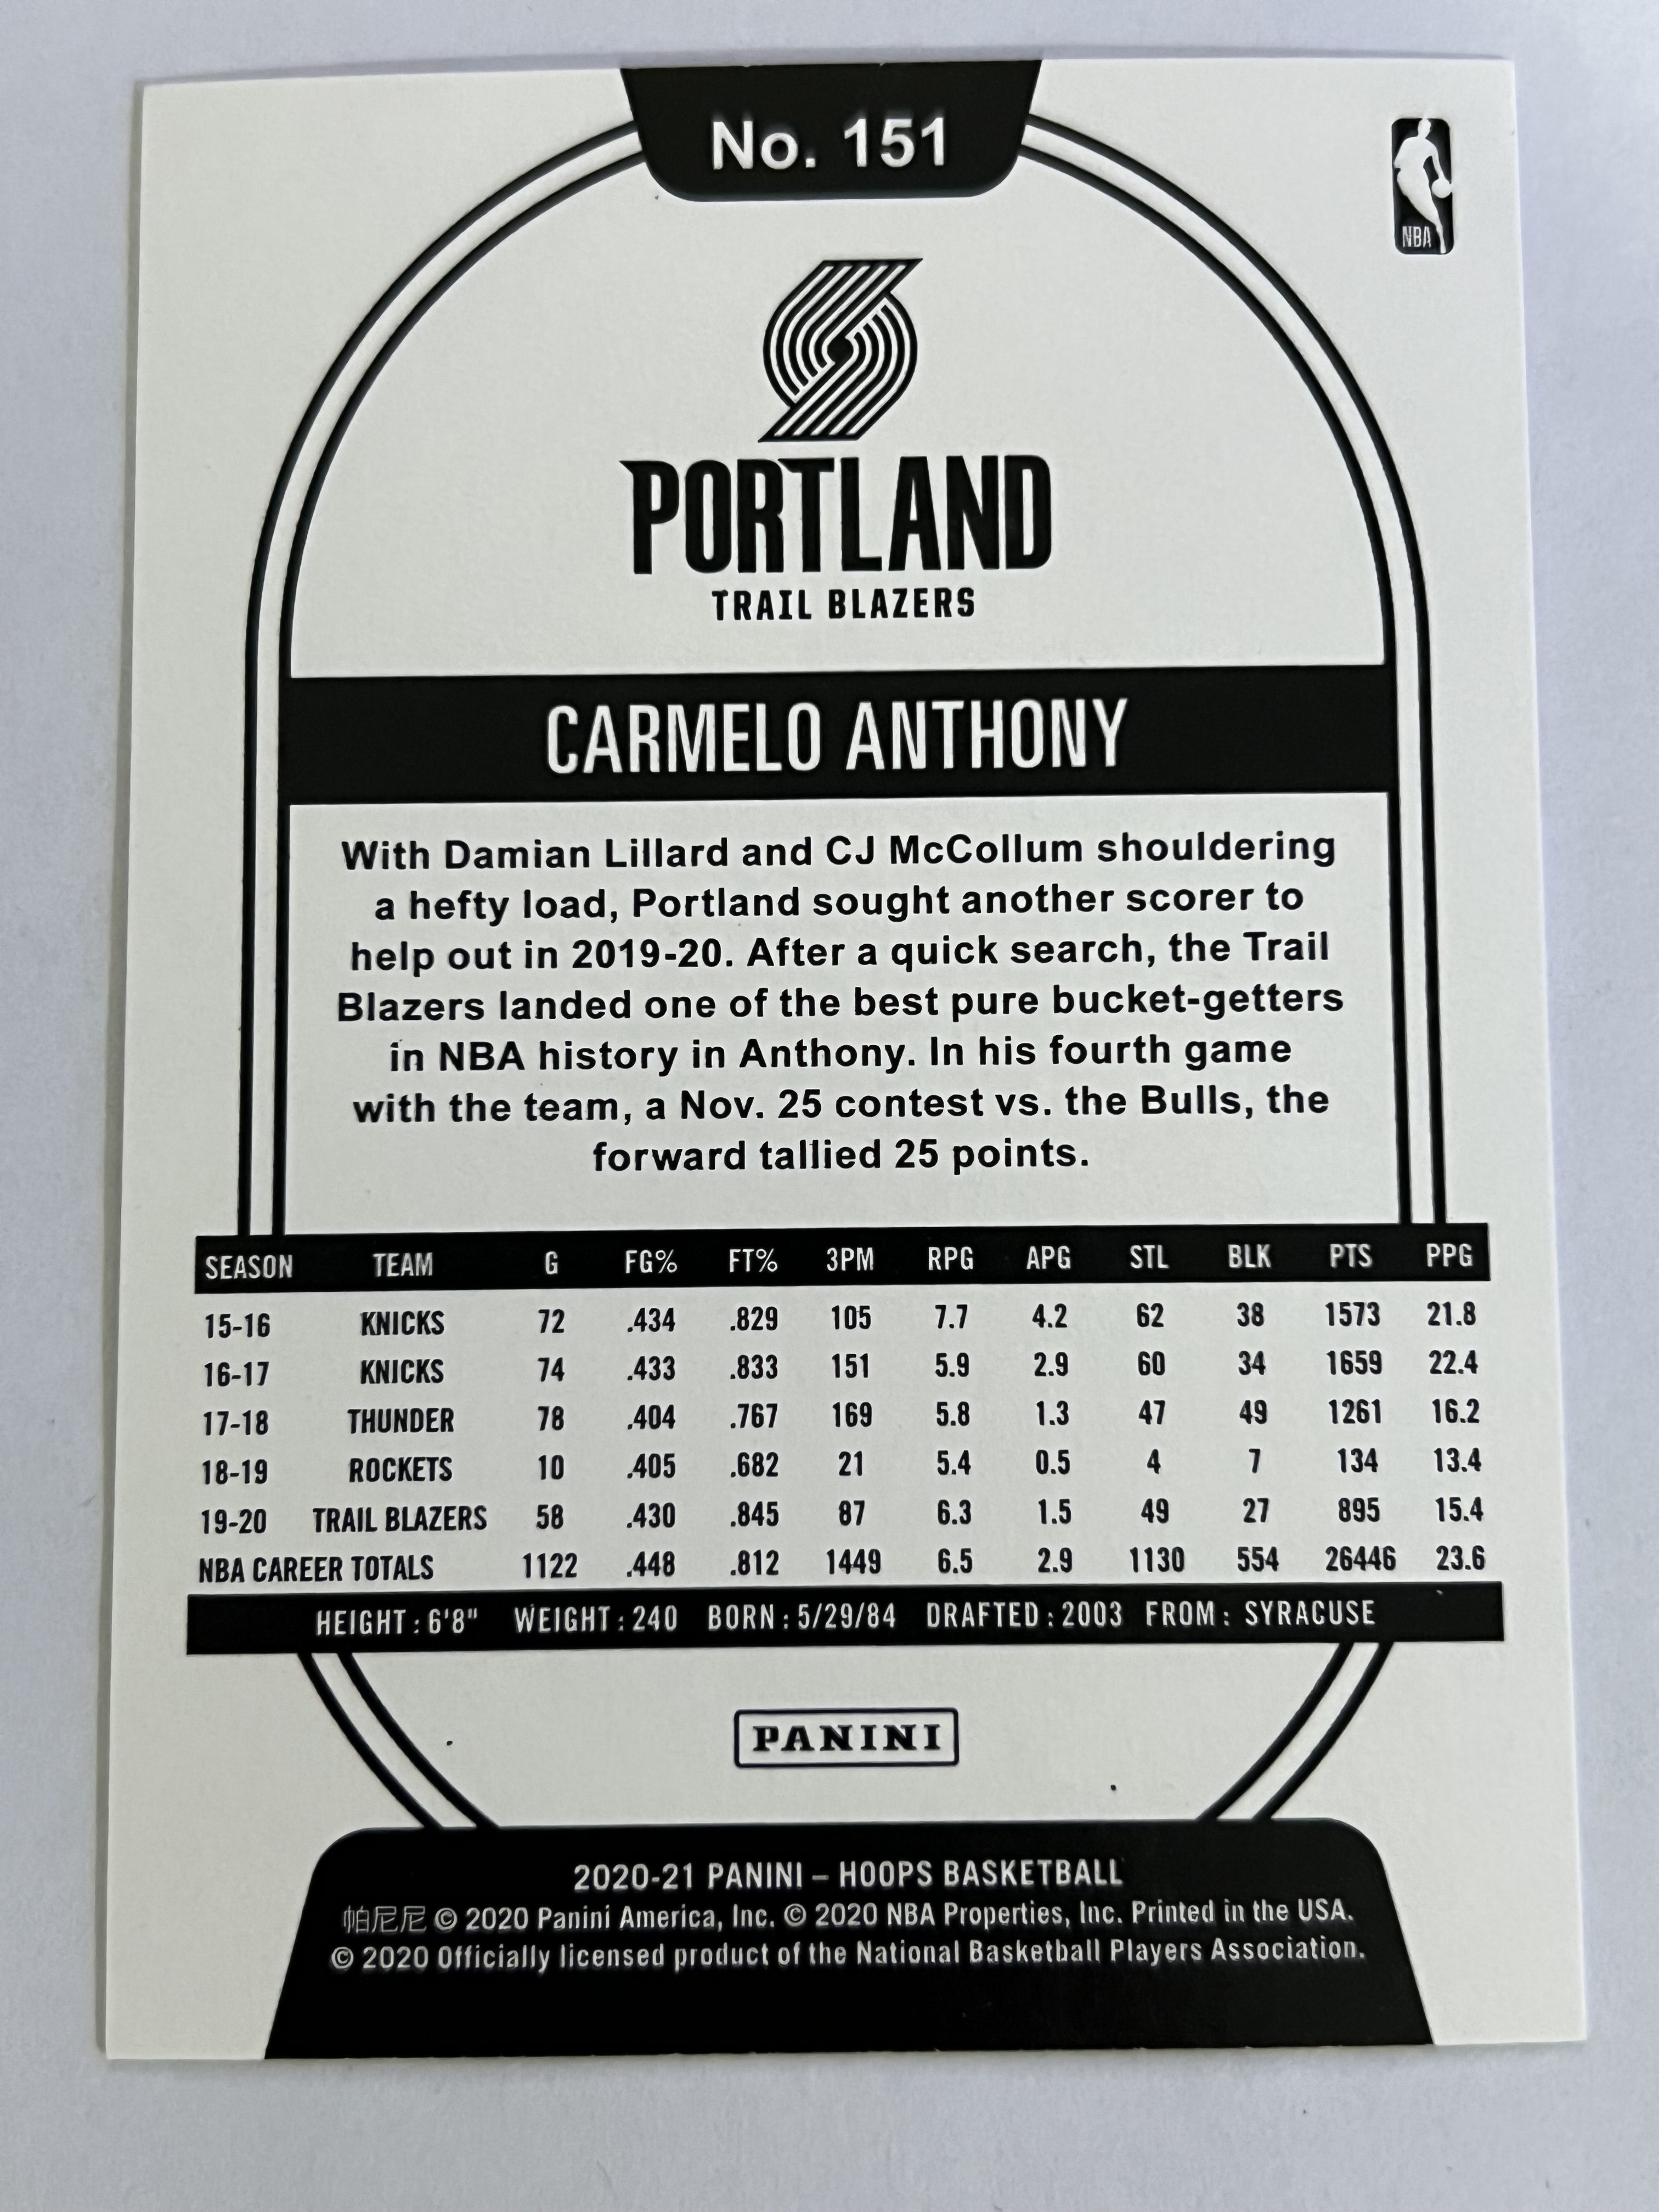 No. 151
NBA
PORTLAND
TRAIL BLAZERS
CARMELO ANTHONY
With Damian Lillard and CJ McCollum shouldering
a hefty load, Portland sought another scorer to
help out in 2019-20. After a quick search, the Trail
Blazers landed one of the best pure bucket-getters
in NBA history in Anthony. In his fourth game
with the team, a Nov. 25 contest vs. the Bulls, the
forward tallied 25 points.
SEASON TEAM G FG% FT% 3PM RPG APG STL BLK PTS PPG
15-16 KNICKS 72 .434 .829 105 7.7 4.2 62 38 1573 21.8
16-17 KNICKS 74 .433 .833 151 5.9 2.9 60 34 1659 22.4
17-18 THUNDER 78 .404 .767 169 5.8 1.3 47 49 1261 16.2
18-19 ROCKETS 10 .405 .682 21 5.4 0.5 4 7 134 13.4
19-20 TRAIL BLAZERS 58 .430 .845 87 6.3 1.5 49 27 895 15.4
NBA CAREER TOTALS 1122 .448 .812 1449 6.5 2.9 1130 554 26446 23.6
HEIGHT: 6'8" WEIGHT: 240 BORN: 5/29/84 DRAFTED: 2003 FROM: SYRACUSE
PANINI
2020-21 PANINI – HOOPS BASKETBALL
帕尼尼 © 2020 Panini America, Inc. © 2020 NBA Properties, Inc. Printed in the USA.
© 2020 Officially licensed product of the National Basketball Players Association.